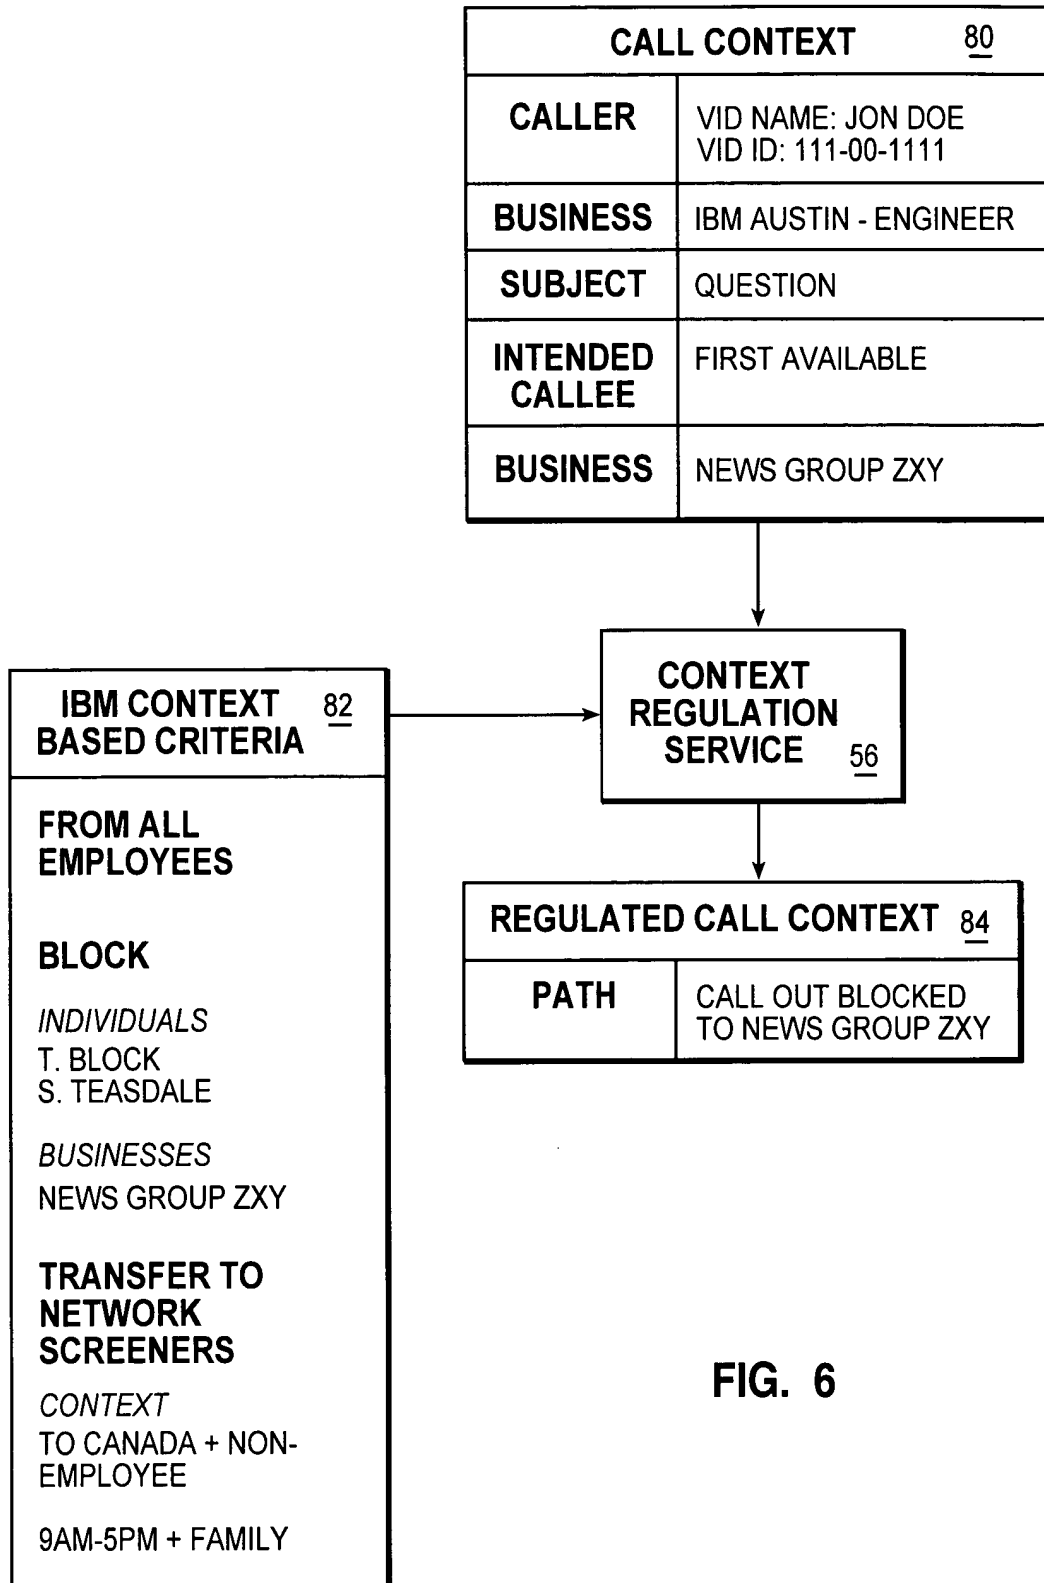 CALL CONTEXT 80
CALLER
VID NAME: JON DOE
VID ID: 111-00-1111
BUSINESS
IBM AUSTIN - ENGINEER
SUBJECT
QUESTION
INTENDED
CALLEE
FIRST AVAILABLE
BUSINESS
NEWS GROUP ZXY
CONTEXT
REGULATION
SERVICE 56
IBM CONTEXT 82
BASED CRITERIA
FROM ALL
EMPLOYEES
BLOCK
INDIVIDUALS
T. BLOCK
S. TEASDALE
BUSINESSES
NEWS GROUP ZXY
TRANSFER TO
NETWORK
SCREENERS
CONTEXT
TO CANADA + NON-
EMPLOYEE
9AM-5PM + FAMILY
REGULATED CALL CONTEXT 84
PATH
CALL OUT BLOCKED
TO NEWS GROUP ZXY
FIG. 6